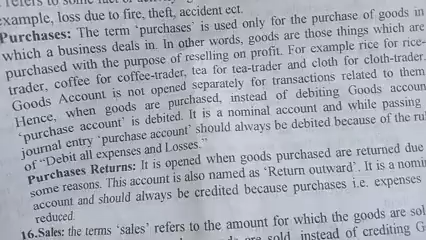 example, loss due to fire, theft, accident ect.
Purchases: The term 'purchases' is used only for the purchase of goods in
which a business deals in. In other words, goods are those things which are
purchased with the purpose of reselling on profit. For example rice for rice-
trader, coffee for coffee-trader, tea for tea-trader and cloth for cloth-trader.
Goods Account is not opened separately for transactions related to them
Hence, when goods are purchased, instead of debiting Goods accoun
'purchase account' is debited. It is a nominal account and while passing
journal entry 'purchase account' should always be debited because of the ru
of "Debit all expenses and Losses."
Purchases Returns: It is opened when goods purchased are returned due
some reasons. This account is also named as 'Return outward'. It is a nomi
account and should always be credited because purchases i.e. expenses
reduced.
16.Sales: the terms 'sales' refers to the amount for which the goods are sol
are sold, instead of crediting G